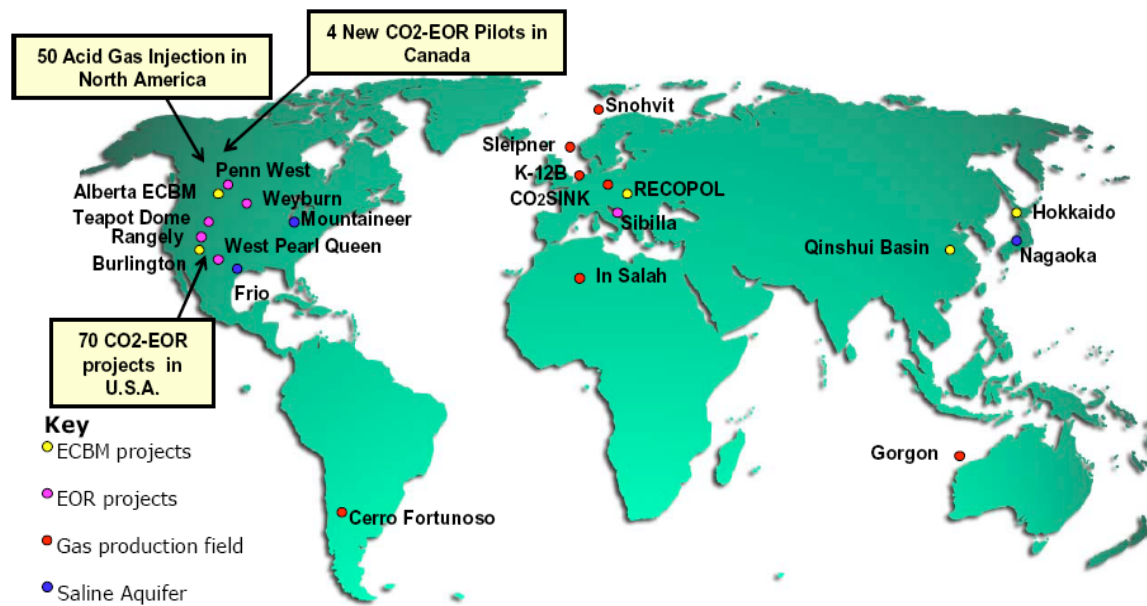 4 New CO2-EOR Pilots in
Canada
50 Acid Gas Injection in
North America
Snohvit
Sleipner
Penn West
K-12B
Alberta ECBM
RECOPOL
CO₂SINK
Weyburn
Teapot Dome
Mountaineer
Sibilla
Hokkaido
Rangely
West Pearl Queen
Qinshui Basin
Nagaoka
Burlington
In Salah
Frio
70 CO2-EOR
projects in
U.S.A.
Key
ECBM projects
Gorgon
EOR projects
Cerro Fortunoso
Gas production field
Saline Aquifer